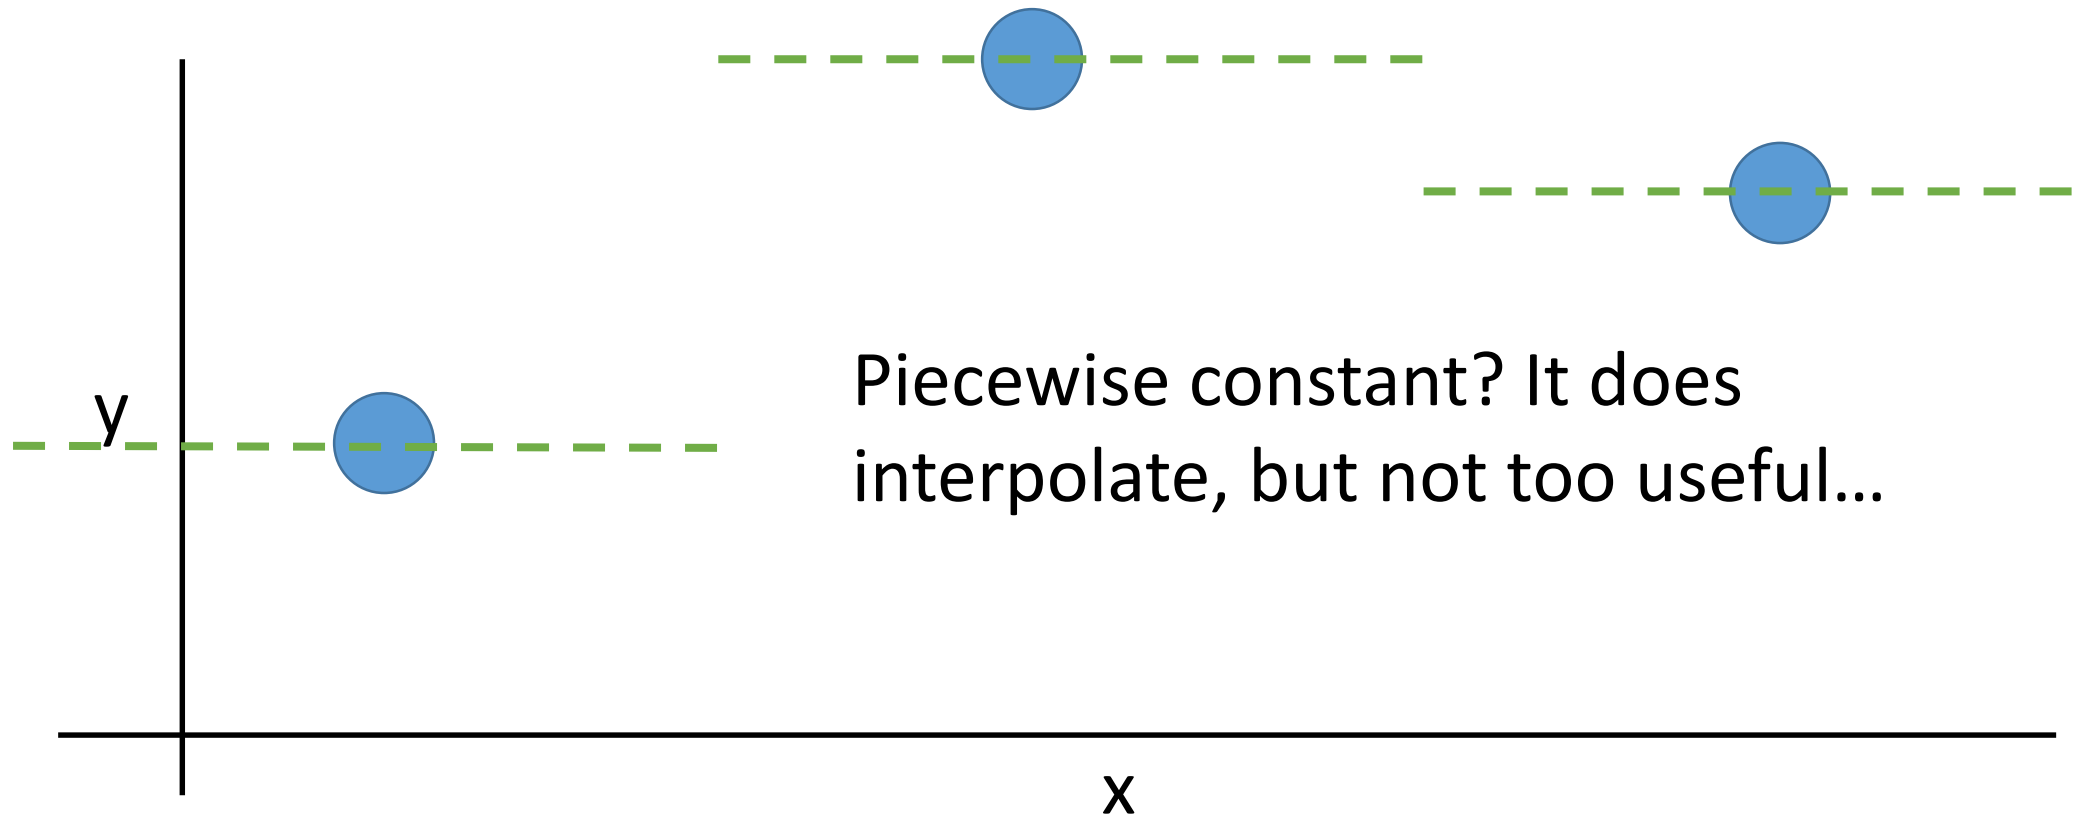 y
Piecewise constant? It does
interpolate, but not too useful…
x